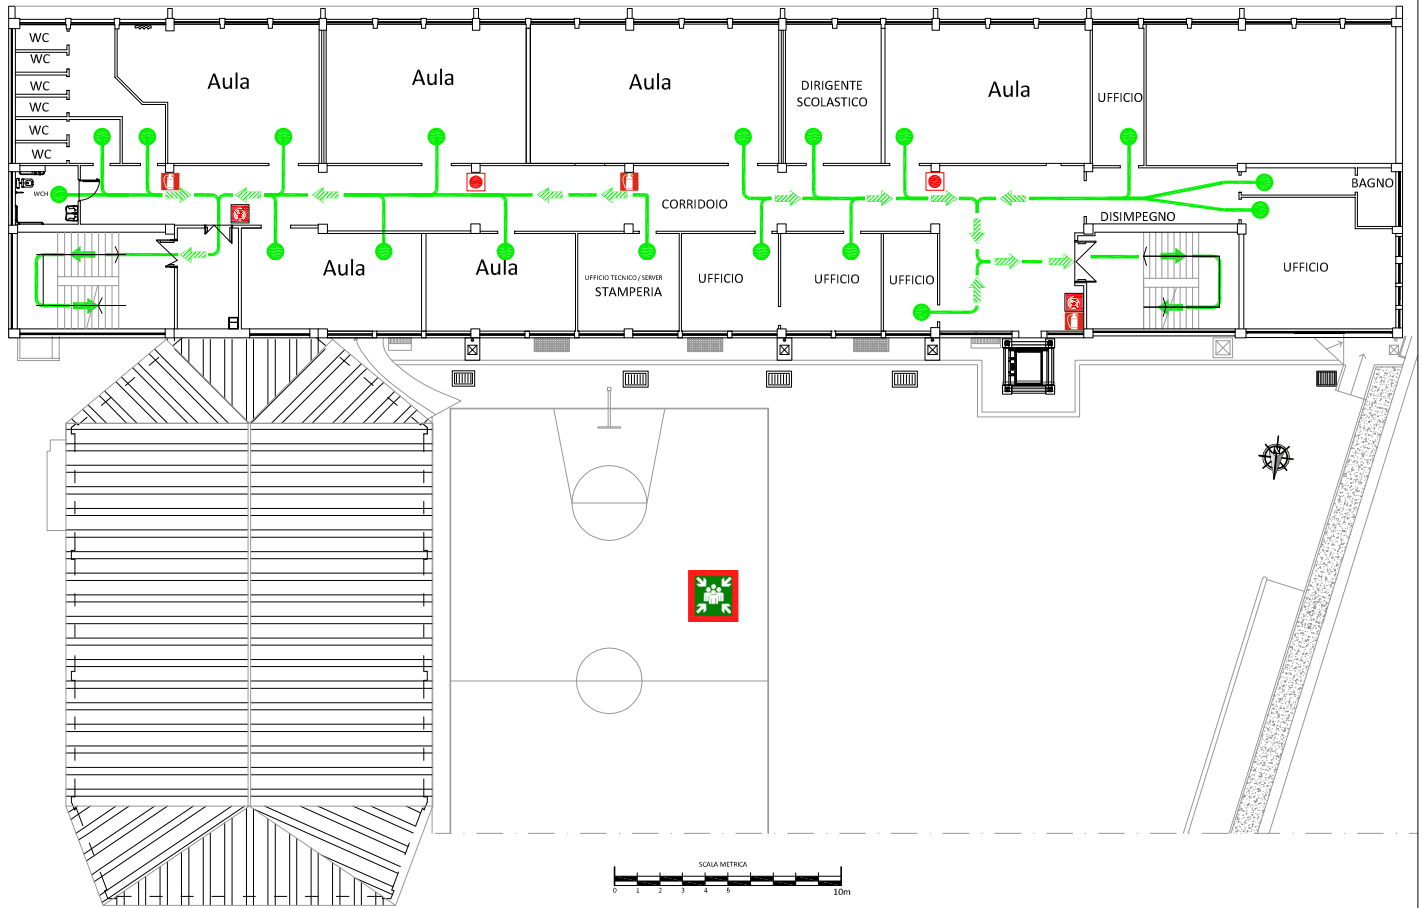 WC
WC
WC
WC
WC
WC
WCH
Aula
Aula
Aula
DIRIGENTE
SCOLASTICO
Aula
UFFICIO
BAGNO
CORRIDOIO
DISIMPEGNO
Aula
Aula
UFFICIO TECNICO / SERVER
STAMPERIA
UFFICIO
UFFICIO
UFFICIO
UFFICIO
SCALA METRICA
0 1 2 3 4 5 10m